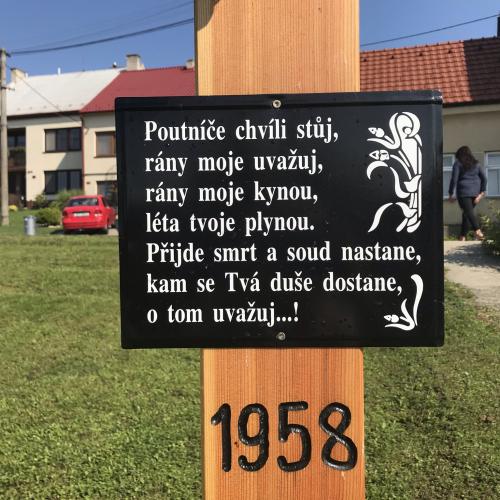 Poutníče chvíli stůj,
rány moje uvažuj,
rány moje kynou,
léta tvoje plynou.
Přijde smrt a soud nastane,
kam se Tvá duše dostane,
o tom uvažuj...!
1958